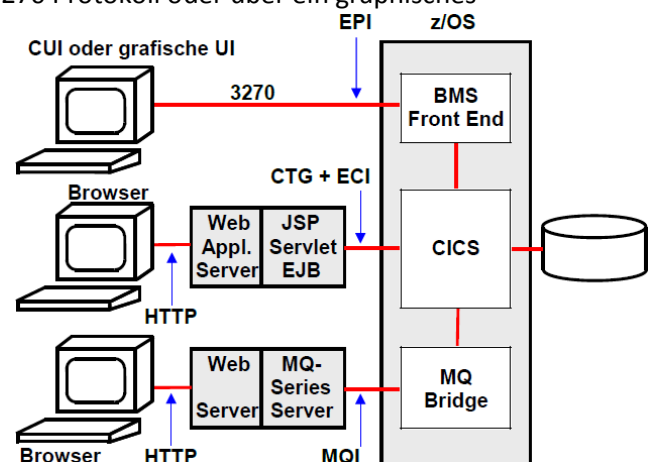 270 Protokoll oder über ein graphisches
EPI
z/OS
CUI oder grafische UI
3270
BMS
Front End
CTG + ECI
Browser
Web
Appl.
Server
JSP
Servlet
EJB
CICS
HTTP
Web
Server
MQ-
Series
Server
MQ
Bridge
Browser
HTTP
MQI